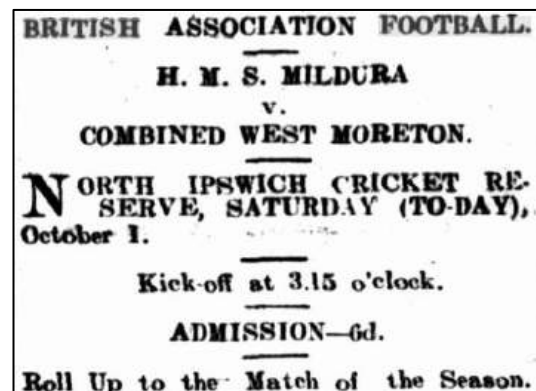 BRITISH ASSOCIATION FOOTBALL.
H. M. S. MILDURA
v.
COMBINED WEST MORETON.
NORTH IPSWICH CRICKET RE-
SERVE, SATURDAY (TO-DAY),
October 1.
Kick-off at 3.15 o'clock.
ADMISSION—6d.
Roll Up to the Match of the Season.